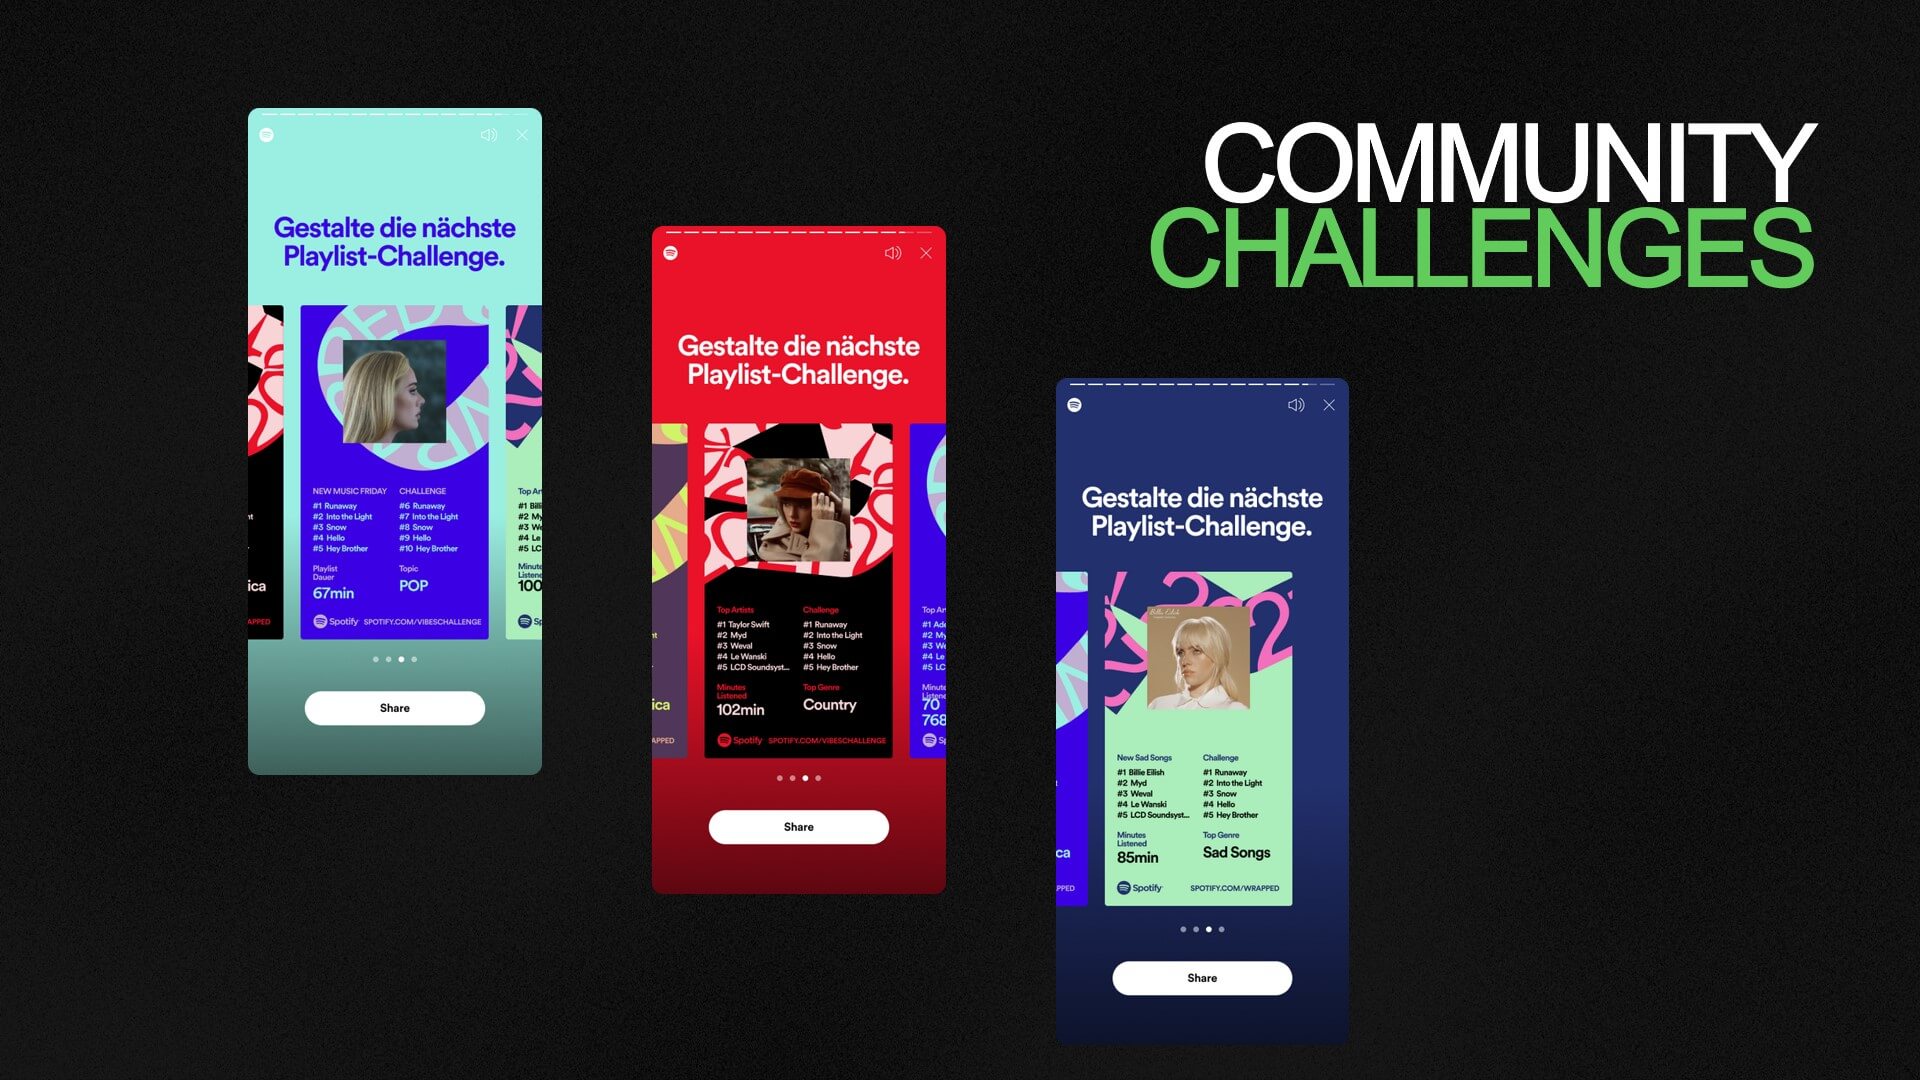 COMMUNITY
CHALLENGES
Gestalte die nächste
Playlist-Challenge.
NEW MUSIC FRIDAY
#1 Runaway
#2 Into the Light
#3 Snow
#4 Hello
#5 Hey Brother
CHALLENGE
#6 Runaway
#7 Into the Light
#8 Snow
#9 Hello
#10 Hey Brother
Playlist
Dauer
67min
Topic
POP
Spotify
SPOTIFY.COM/VIBESCHALLENGE
Share
Gestalte die nächste
Playlist-Challenge.
Top Artists
#1 Taylor Swift
#2 Myd
#3 Weval
#4 Le Wanski
#5 LCD Soundsyst...
Challenge
#1 Runaway
#2 Into the Light
#3 Snow
#4 Hello
#5 Hey Brother
Minutes
Listened
102min
Top Genre
Country
Spotify
SPOTIFY.COM/VIBESCHALLENGE
Share
Gestalte die nächste
Playlist-Challenge.
Billie Eilish
New Sad Songs
#1 Billie Eilish
#2 Myd
#3 Weval
#4 Le Wanski
#5 LCD Soundsyst...
Challenge
#1 Runaway
#2 Into the Light
#3 Snow
#4 Hello
#5 Hey Brother
Minutes
Listened
85min
Top Genre
Sad Songs
Spotify
SPOTIFY.COM/WRAPPED
Share